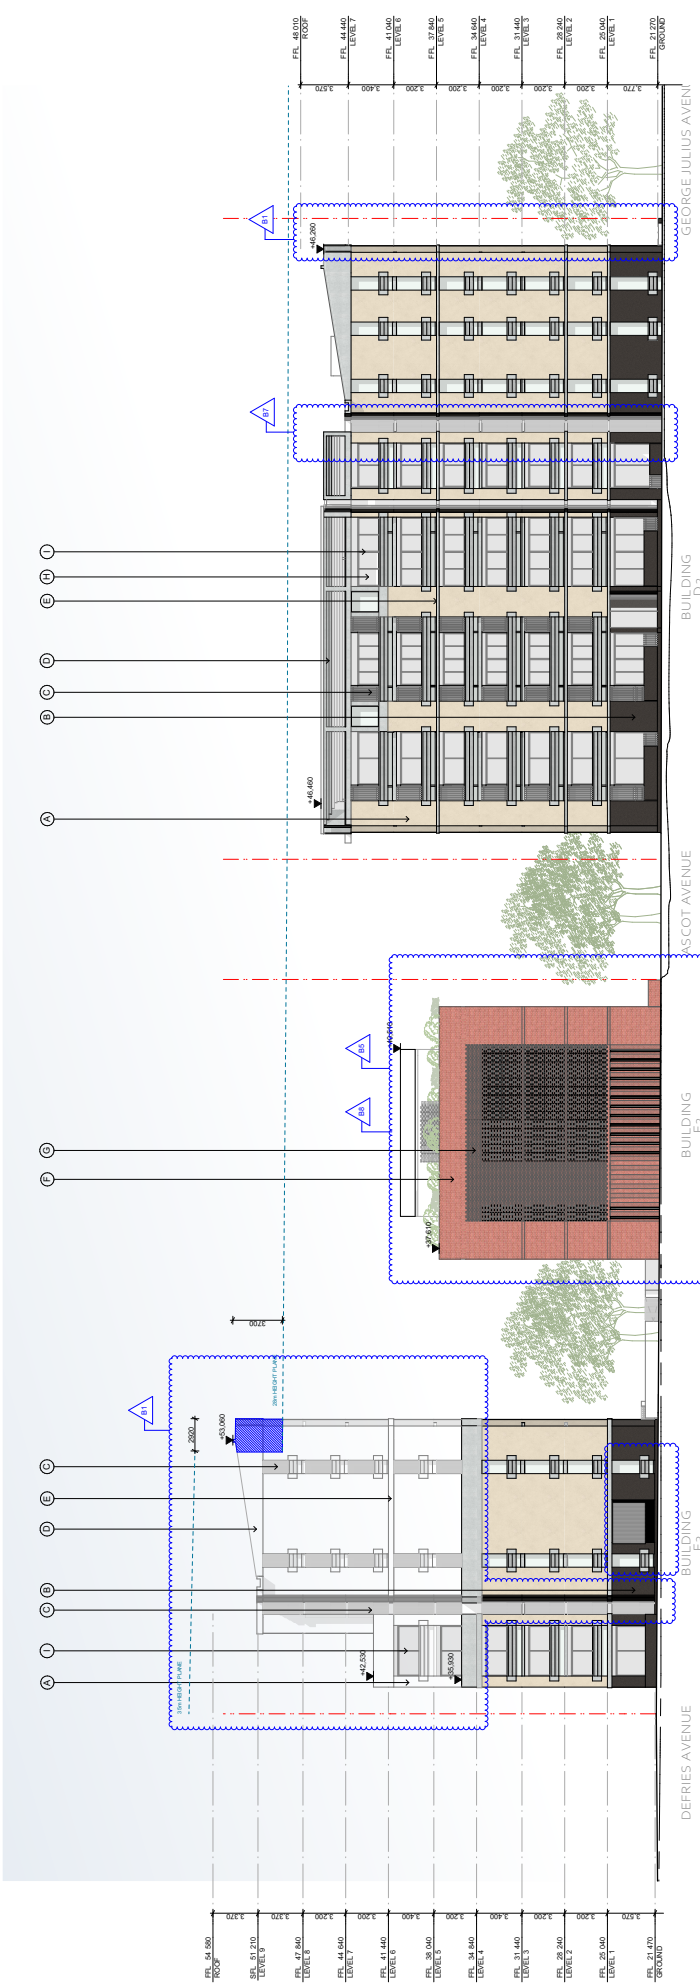 FFL 48 010
ROOF
FFL 44 440
LEVEL 7
FFL 41 040
LEVEL 6
FFL 37 840
LEVEL 5
FFL 34 640
LEVEL 4
FFL 31 440
LEVEL 3
FFL 28 240
LEVEL 2
FFL 25 040
LEVEL 1
FFL 21 270
GROUND
3,570
3,400
3,200
3,200
3,200
3,200
3,200
3,770
GEORGE JULIUS AVENU
B1
+46,260
B7
I
H
E
D
C
B
A
+46,460
BUILDING
ASCOT AVENUE
B5
B8
G
F
+37,610
BUILDING
3700
28m HEIGHT PLANE
B1
2920
+53,060
C
E
D
B
C
I
A
35m HEIGHT PLANE
+42,530
+35,930
BUILDING
DEFRIES AVENUE
3,370
3,370
3,200
3,200
3,400
3,200
3,400
3,200
3,200
3,570
FFL 54 580
ROOF
SFL 51 210
LEVEL 9
FFL 47 840
LEVEL 8
FFL 44 640
LEVEL 7
FFL 41 440
LEVEL 6
FFL 38 040
LEVEL 5
FFL 34 840
LEVEL 4
FFL 31 440
LEVEL 3
FFL 28 240
LEVEL 2
FFL 25 040
LEVEL 1
FFL 21 470
GROUND